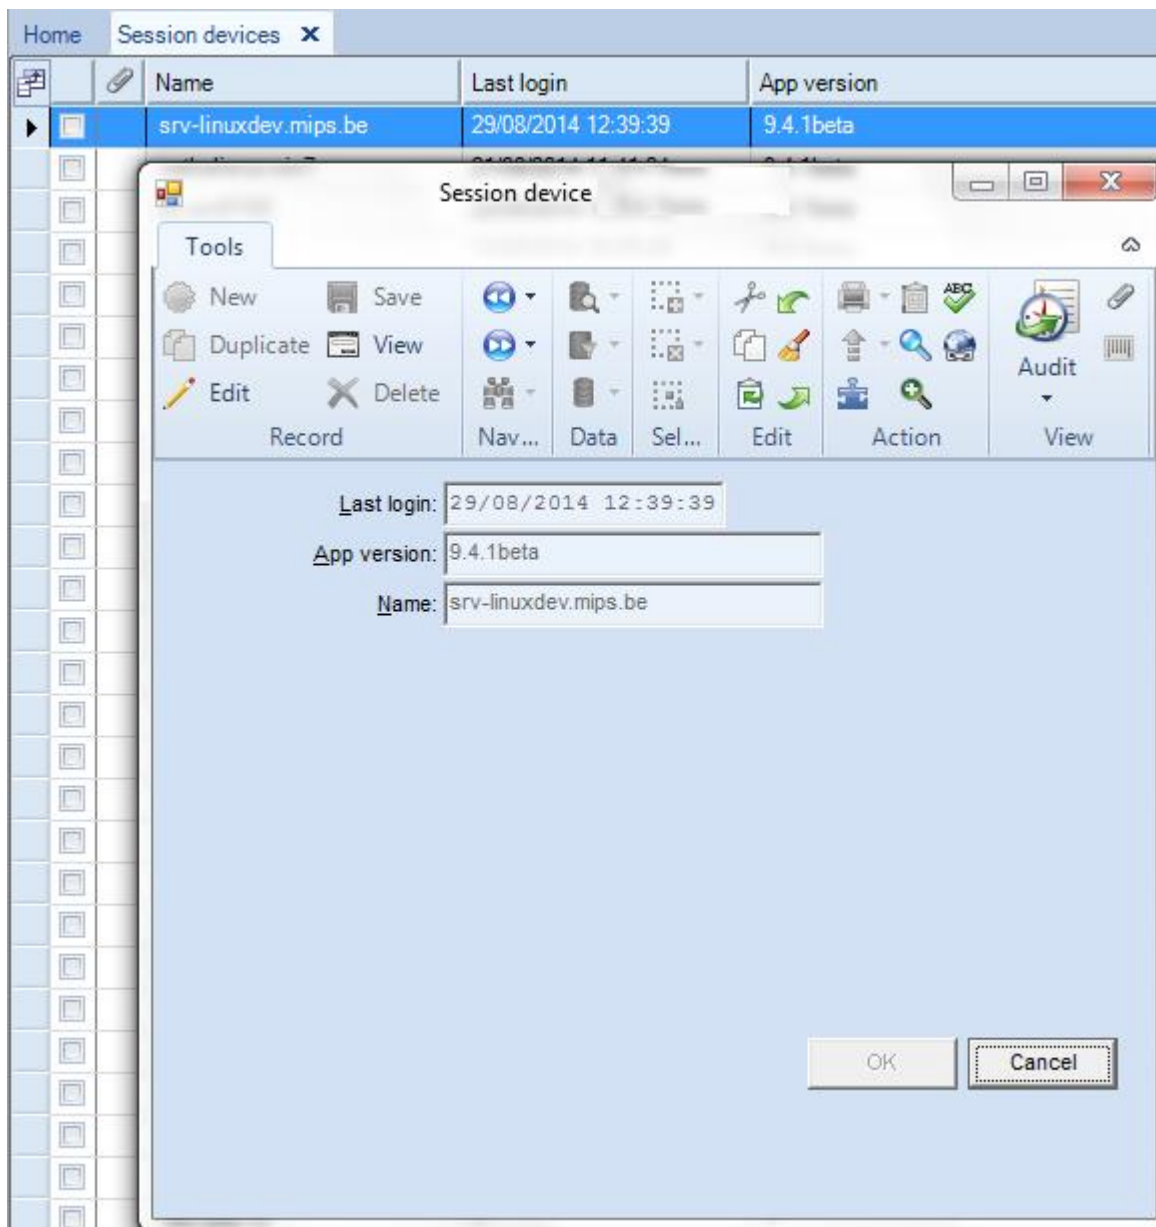 Home Session devices X
Name Last login App version
srv-linuxdev.mips.be 29/08/2014 12:39:39 9.4.1beta
Session device
Tools
New Save
ABC
Duplicate View
Audit
Edit Delete
Record Nav... Data Sel... Edit Action View
Last login: 29/08/2014 12:39:39
App version: 9.4.1beta
Name: srv-linuxdev.mips.be
OK Cancel